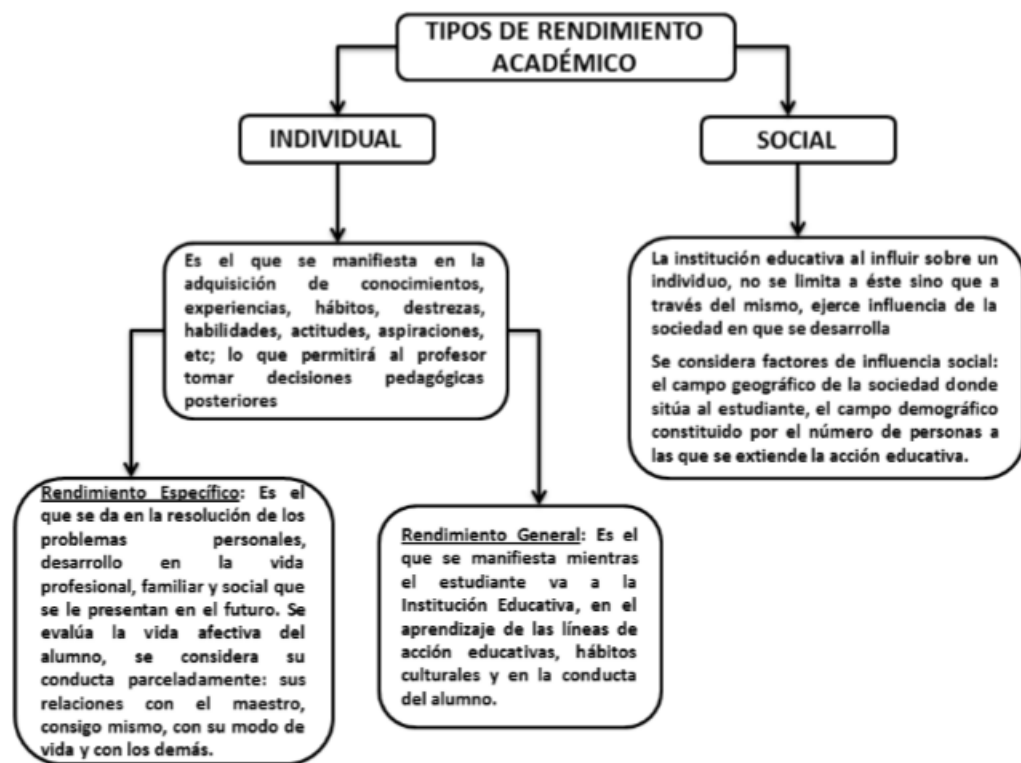 TIPOS DE RENDIMIENTO
ACADÉMICO
INDIVIDUAL
SOCIAL
Es el que se manifiesta en la
adquisición de conocimientos,
experiencias, hábitos, destrezas,
habilidades, actitudes, aspiraciones,
etc; lo que permitirá al profesor
tomar decisiones pedagógicas
posteriores
La institución educativa al influir sobre un
individuo, no se limita a éste sino que a
través del mismo, ejerce influencia de la
sociedad en que se desarrolla
Se considera factores de influencia social:
el campo geográfico de la sociedad donde
sitúa al estudiante, el campo demográfico
constituido por el número de personas a
las que se extiende la acción educativa.
Rendimiento Específico: Es el
que se da en la resolución de los
problemas personales,
desarrollo en la vida
profesional, familiar y social que
se le presentan en el futuro. Se
evalúa la vida afectiva del
alumno, se considera su
conducta parceladamente: sus
relaciones con el maestro,
consigo mismo, con su modo de
vida y con los demás.
Rendimiento General: Es el
que se manifiesta mientras
el estudiante va a la
Institución Educativa, en el
aprendizaje de las líneas de
acción educativas, hábitos
culturales y en la conducta
del alumno.